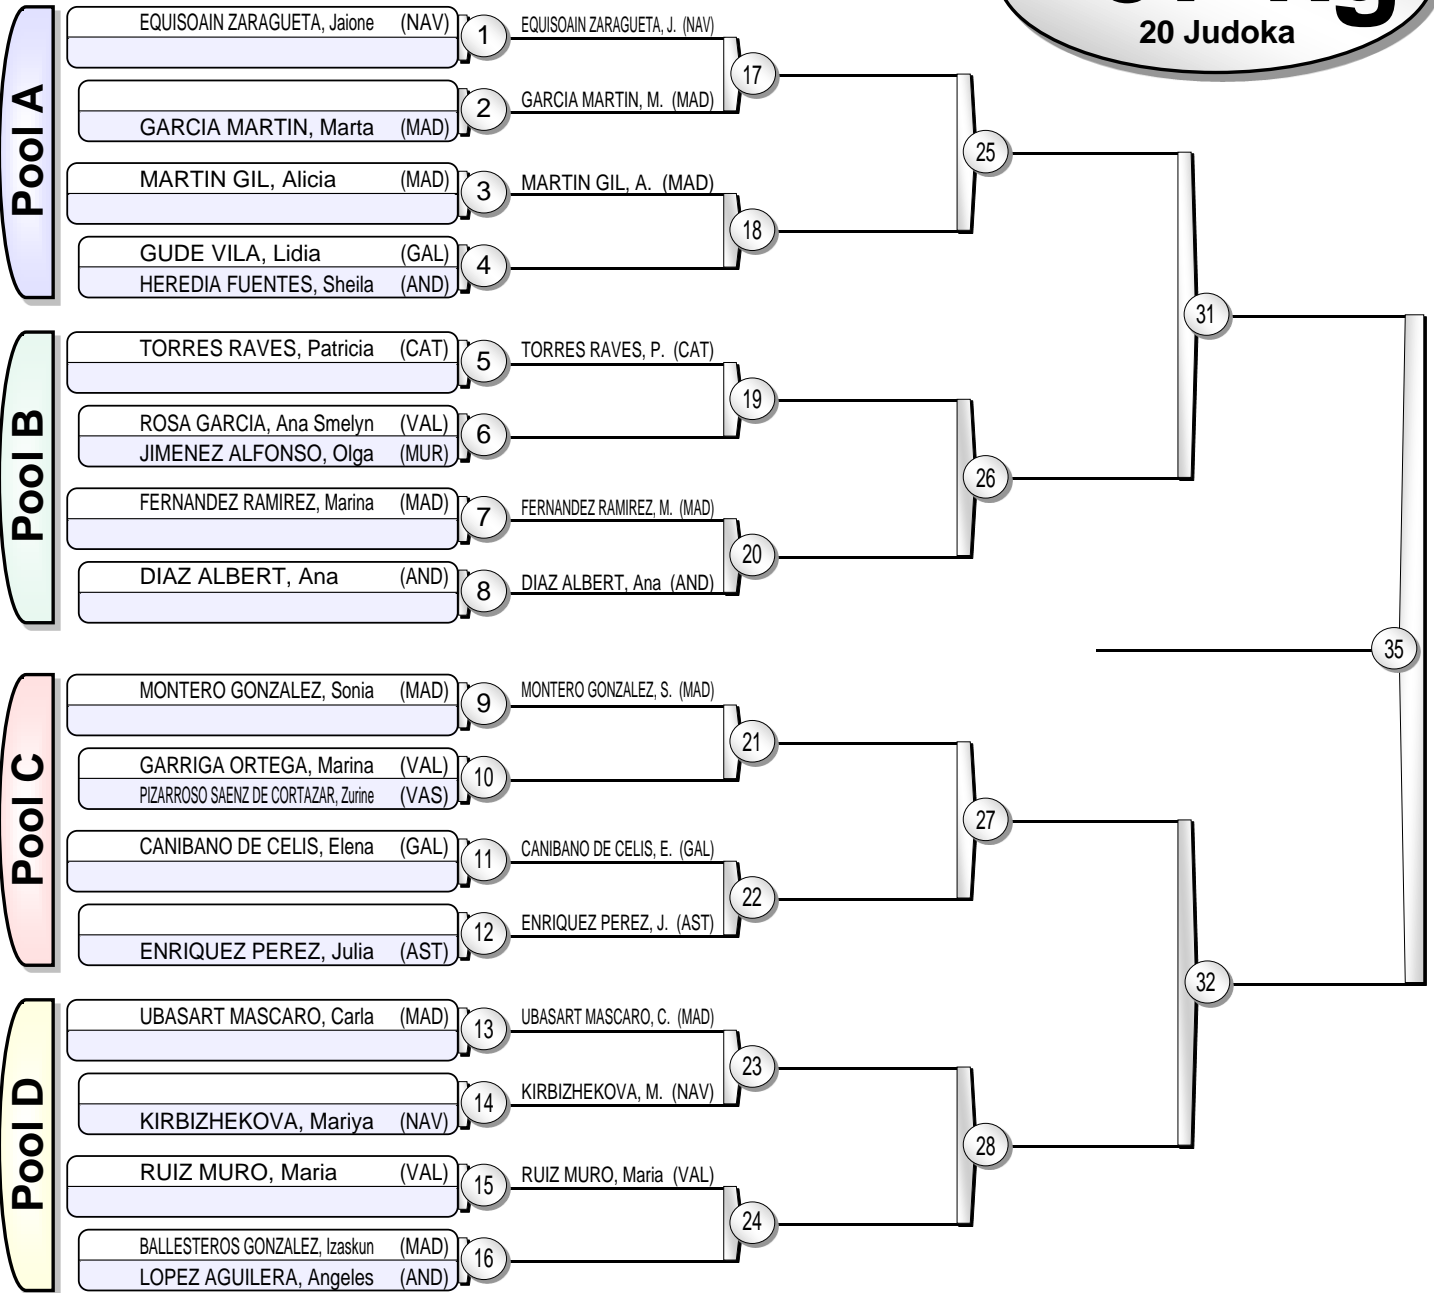 20 Judoka
Pool A
EQUISOAIN ZARAGUETA, Jaione (NAV) 1 EQUISOAIN ZARAGUETA, J. (NAV)
17
GARCIA MARTIN, Marta (MAD) 2 GARCIA MARTIN, M. (MAD)
25
MARTIN GIL, Alicia (MAD) 3 MARTIN GIL, A. (MAD)
18
GUDE VILA, Lidia (GAL) 4
HEREDIA FUENTES, Sheila (AND)
31
Pool B
TORRES RAVES, Patricia (CAT) 5 TORRES RAVES, P. (CAT)
19
ROSA GARCIA, Ana Smelyn (VAL) 6
JIMENEZ ALFONSO, Olga (MUR)
26
FERNANDEZ RAMIREZ, Marina (MAD) 7 FERNANDEZ RAMIREZ, M. (MAD)
20
DIAZ ALBERT, Ana (AND) 8 DIAZ ALBERT, Ana (AND)
35
Pool C
MONTERO GONZALEZ, Sonia (MAD) 9 MONTERO GONZALEZ, S. (MAD)
21
GARRIGA ORTEGA, Marina (VAL) 10
PIZARROSO SAENZ DE CORTAZAR, Zurine (VAS)
27
CANIBANO DE CELIS, Elena (GAL) 11 CANIBANO DE CELIS, E. (GAL)
22
ENRIQUEZ PEREZ, Julia (AST) 12 ENRIQUEZ PEREZ, J. (AST)
32
Pool D
UBASART MASCARO, Carla (MAD) 13 UBASART MASCARO, C. (MAD)
23
KIRBIZHEKOVA, Mariya (NAV) 14 KIRBIZHEKOVA, M. (NAV)
28
RUIZ MURO, Maria (VAL) 15 RUIZ MURO, Maria (VAL)
24
BALLESTEROS GONZALEZ, Izaskun (MAD) 16
LOPEZ AGUILERA, Angeles (AND)